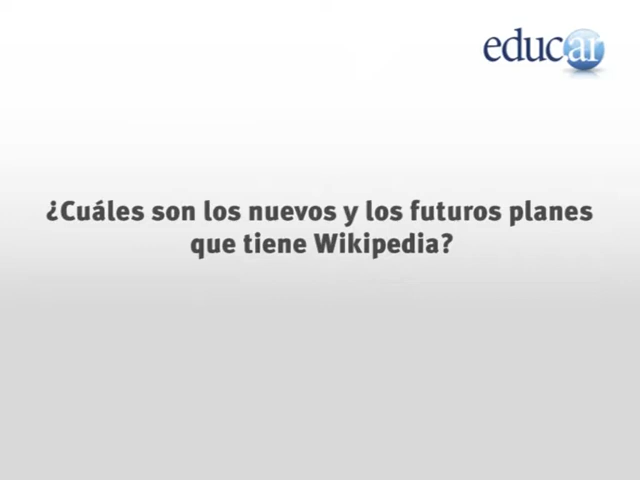 educar
¿Cuáles son los nuevos y los futuros planes
que tiene Wikipedia?